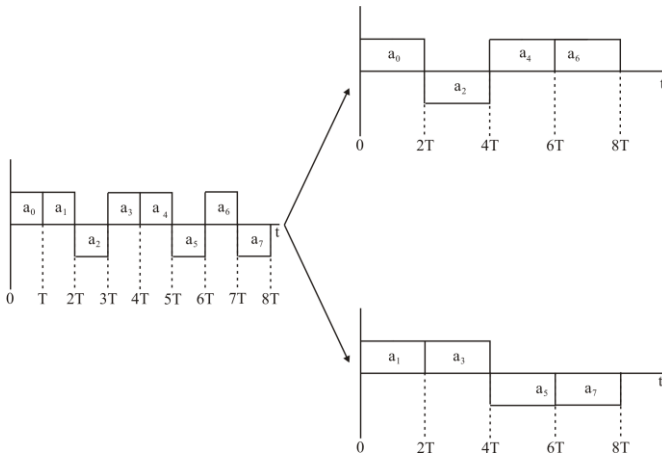 a₀ a₄ a₆
a₂
t
0 2T 4T 6T 8T
a₀ a₁ a₃ a₄ a₆
a₂ a₅ a₇
t
0 T 2T 3T 4T 5T 6T 7T 8T
a₁ a₃
a₅ a₇
t
0 2T 4T 6T 8T